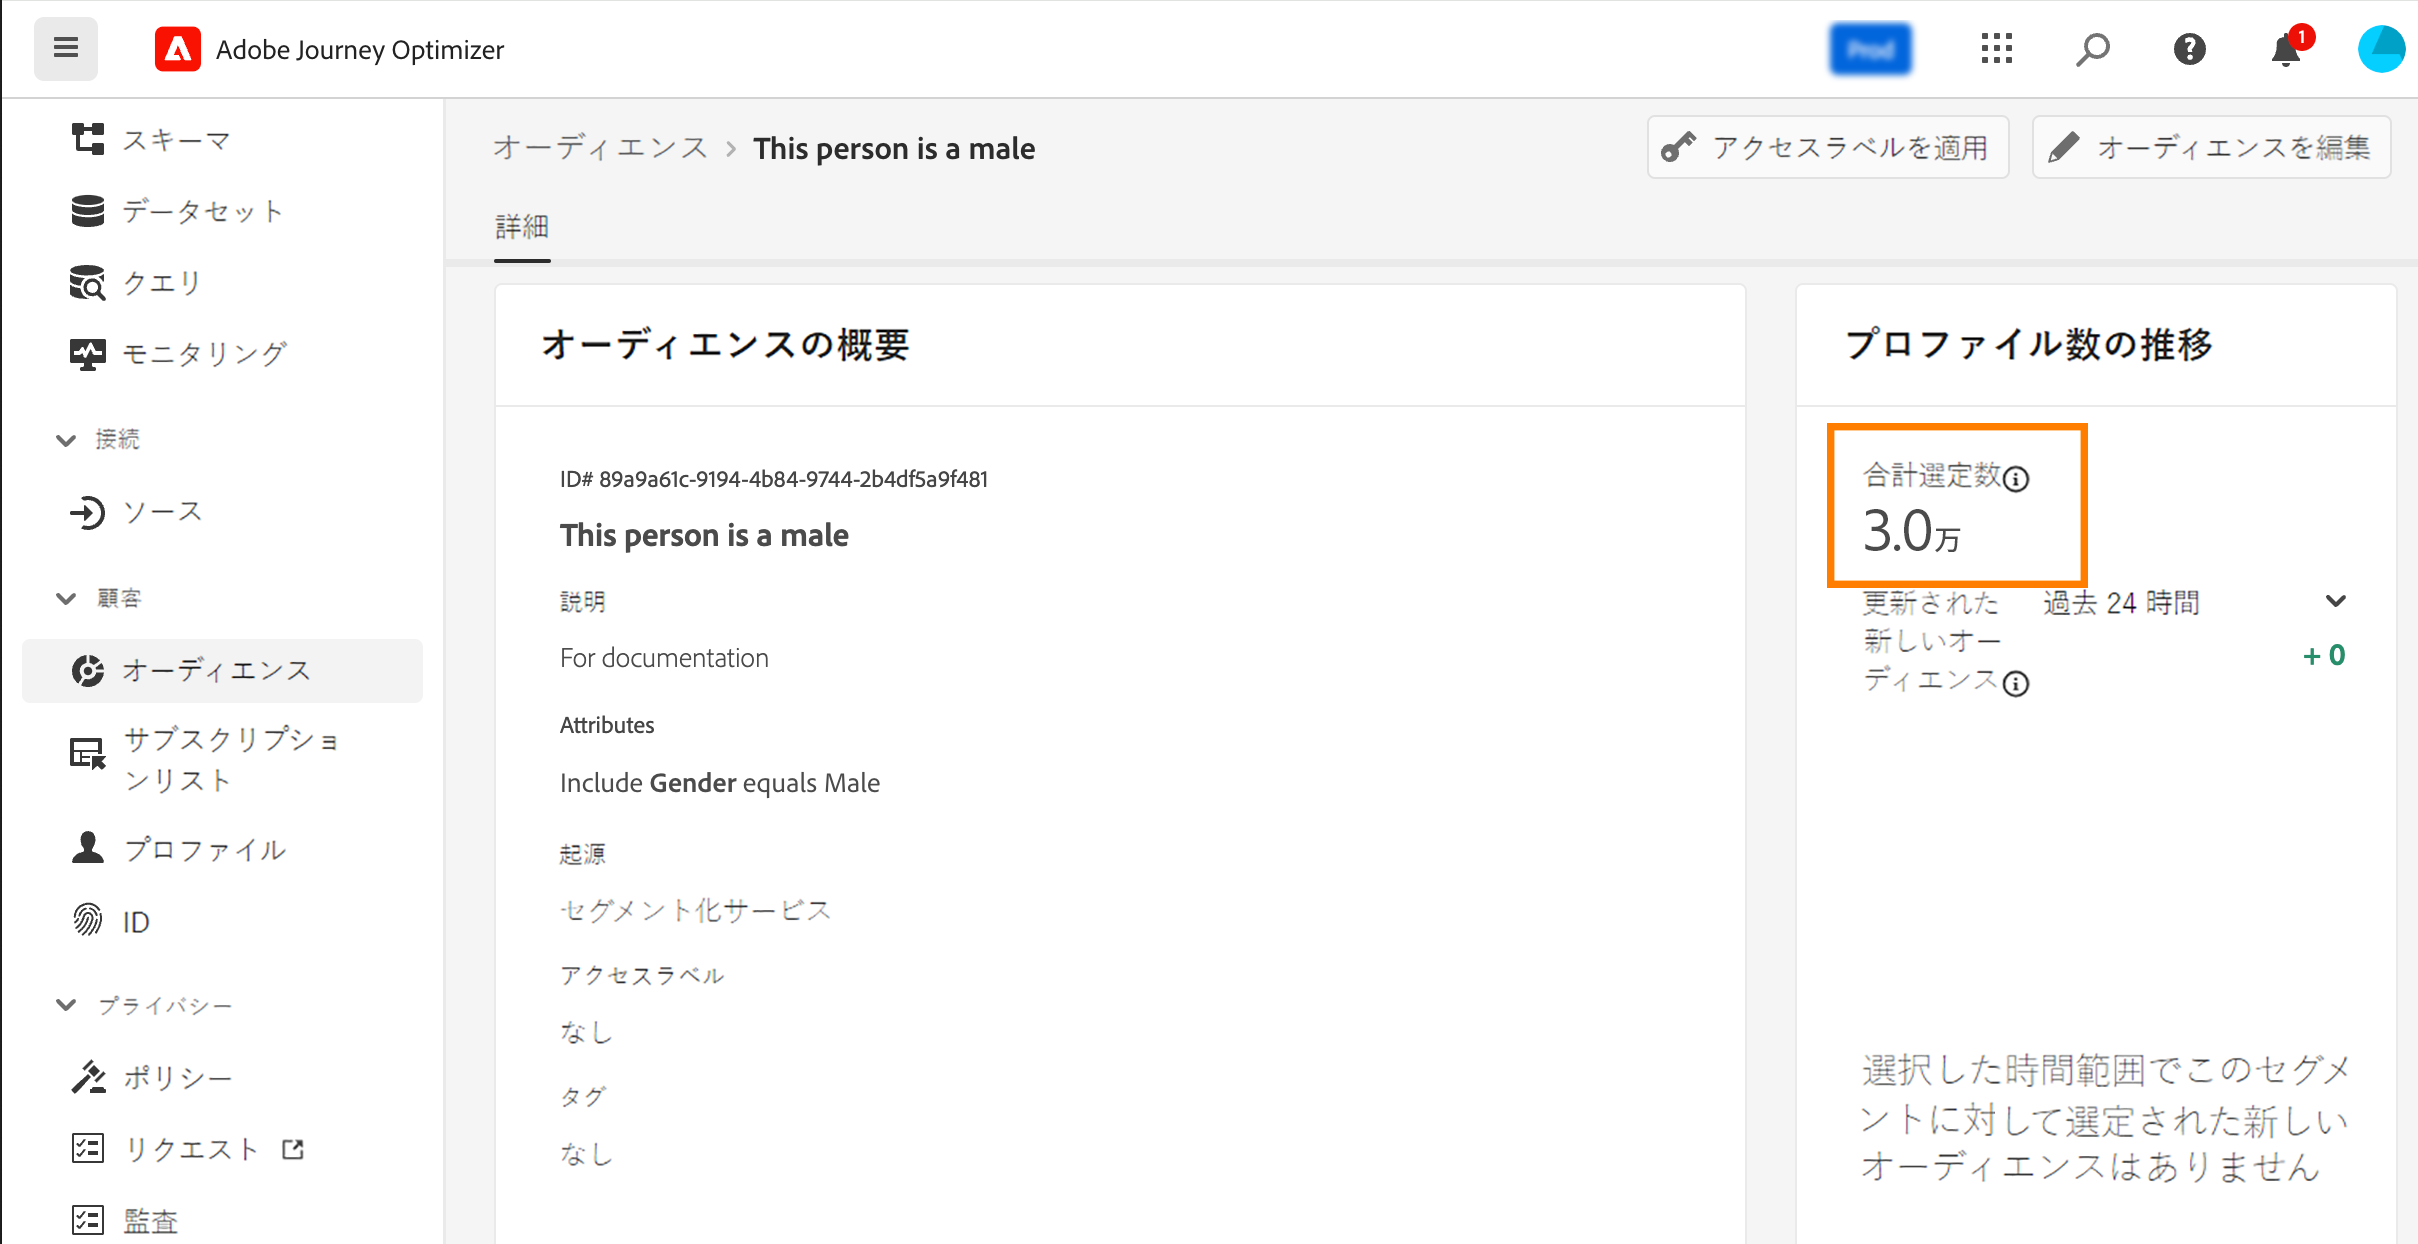 Adobe Journey Optimizer
Prod
1
スキーマ
データセット
クエリ
モニタリング
接続
ソース
顧客
オーディエンス
サブスクリプショ
ンリスト
プロファイル
ID
プライバシー
ポリシー
リクエスト
監査
オーディエンス > This person is a male
アクセスラベルを適用
オーディエンスを編集
詳細
オーディエンスの概要
ID# 89a9a61c-9194-4b84-9744-2b4df5a9f481
This person is a male
説明
For documentation
Attributes
Include Gender equals Male
起源
セグメント化サービス
アクセスラベル
なし
タグ
なし
プロファイル数の推移
合計選定数
3.0万
更新された
新しいオー
ディエンス
過去 24 時間
+ 0
選択した時間範囲でこのセグメ
ントに対して選定された新しい
オーディエンスはありません